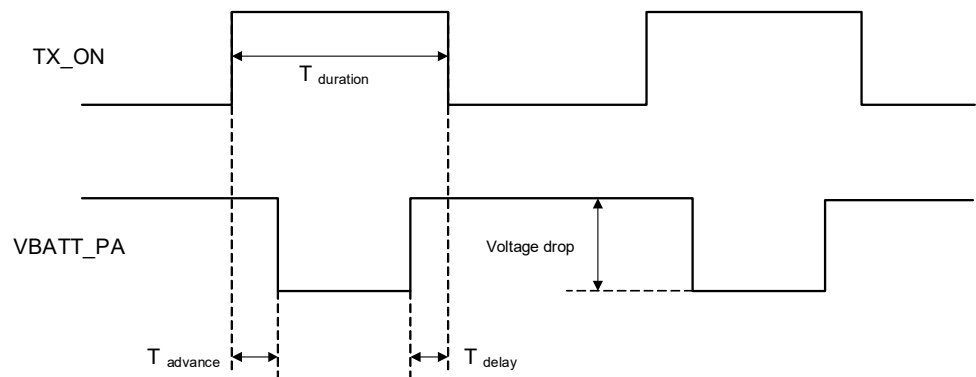 TX_ON
T duration
VBATT_PA
Voltage drop
T advance
T delay